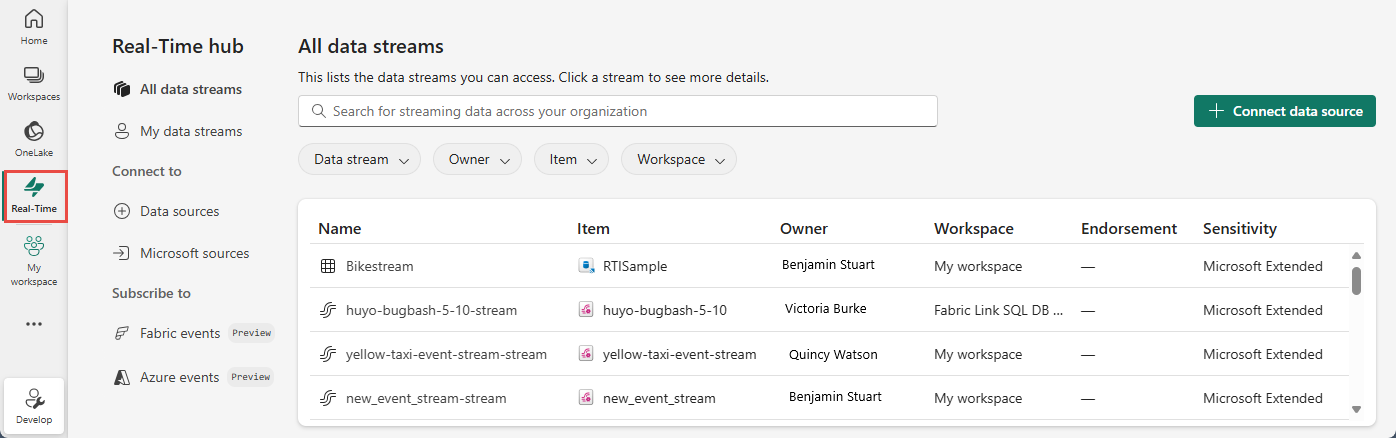 Home
Workspaces
OneLake
Real-Time
My
workspace
Develop
Real-Time hub
All data streams
My data streams
Connect to
Data sources
Microsoft sources
Subscribe to
Fabric events Preview
Azure events Preview
All data streams
This lists the data streams you can access. Click a stream to see more details.
Search for streaming data across your organization
Connect data source
Data stream Owner Item Workspace
Name Item Owner Workspace Endorsement Sensitivity
Bikestream RTISample Benjamin Stuart My workspace — Microsoft Extended
huyo-bugbash-5-10-stream huyo-bugbash-5-10 Victoria Burke Fabric Link SQL DB ... — Microsoft Extended
yellow-taxi-event-stream-stream yellow-taxi-event-stream Quincy Watson My workspace — Microsoft Extended
new_event_stream-stream new_event_stream Benjamin Stuart My workspace — Microsoft Extended